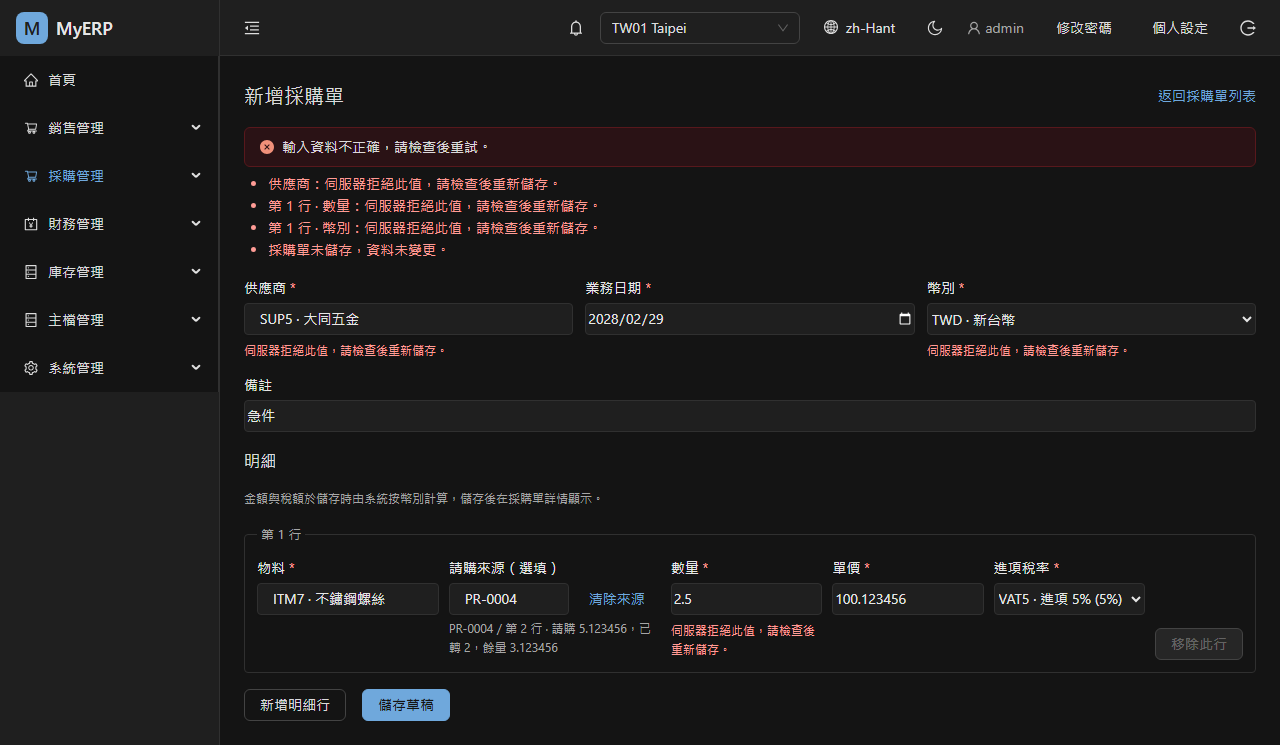 M MyERP
TW01 Taipei
zh-Hant
admin
修改密碼
個人設定
首頁
銷售管理
採購管理
財務管理
庫存管理
主檔管理
系統管理
新增採購單
返回採購單列表
輸入資料不正確，請檢查後重試。
供應商：伺服器拒絕此值，請檢查後重新儲存。
第 1 行 · 數量：伺服器拒絕此值，請檢查後重新儲存。
第 1 行 · 幣別：伺服器拒絕此值，請檢查後重新儲存。
採購單未儲存，資料未變更。
供應商 *
業務日期 *
幣別 *
SUP5 · 大同五金
2028/02/29
TWD · 新台幣
伺服器拒絕此值，請檢查後重新儲存。
伺服器拒絕此值，請檢查後重新儲存。
備註
急件
明細
金額與稅額於儲存時由系統按幣別計算，儲存後在採購單詳情顯示。
第 1 行
物料 *
請購來源（選填）
數量 *
單價 *
進項稅率 *
ITM7 · 不鏽鋼螺絲
PR-0004
清除來源
2.5
100.123456
VAT5 · 進項 5% (5%)
PR-0004 / 第 2 行 · 請購 5.123456，已
轉 2，餘量 3.123456
伺服器拒絕此值，請檢查後
重新儲存。
移除此行
新增明細行
儲存草稿